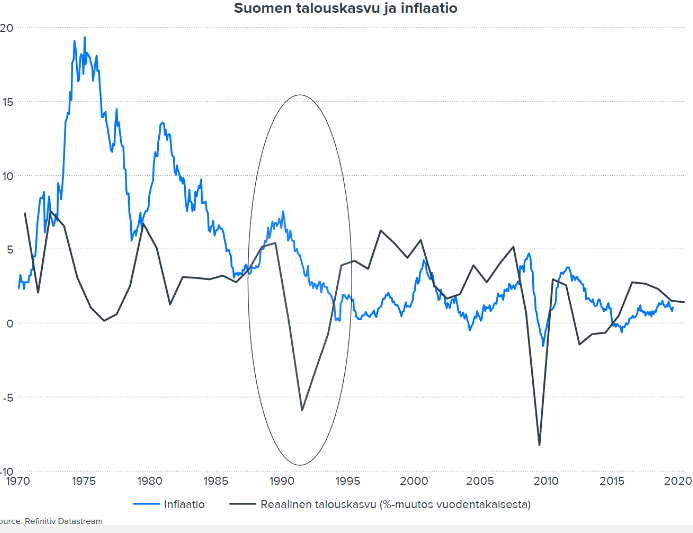 Suomen talouskasvu ja inflaatio
20
15
10
5
0
-5
-10
1970 1975 1980 1985 1990 1995 2000 2005 2010 2015 2020
Inflaatio Reaalinen talouskasvu (%-muutos vuodentakaisesta)
ource: Refinitiv Datastream